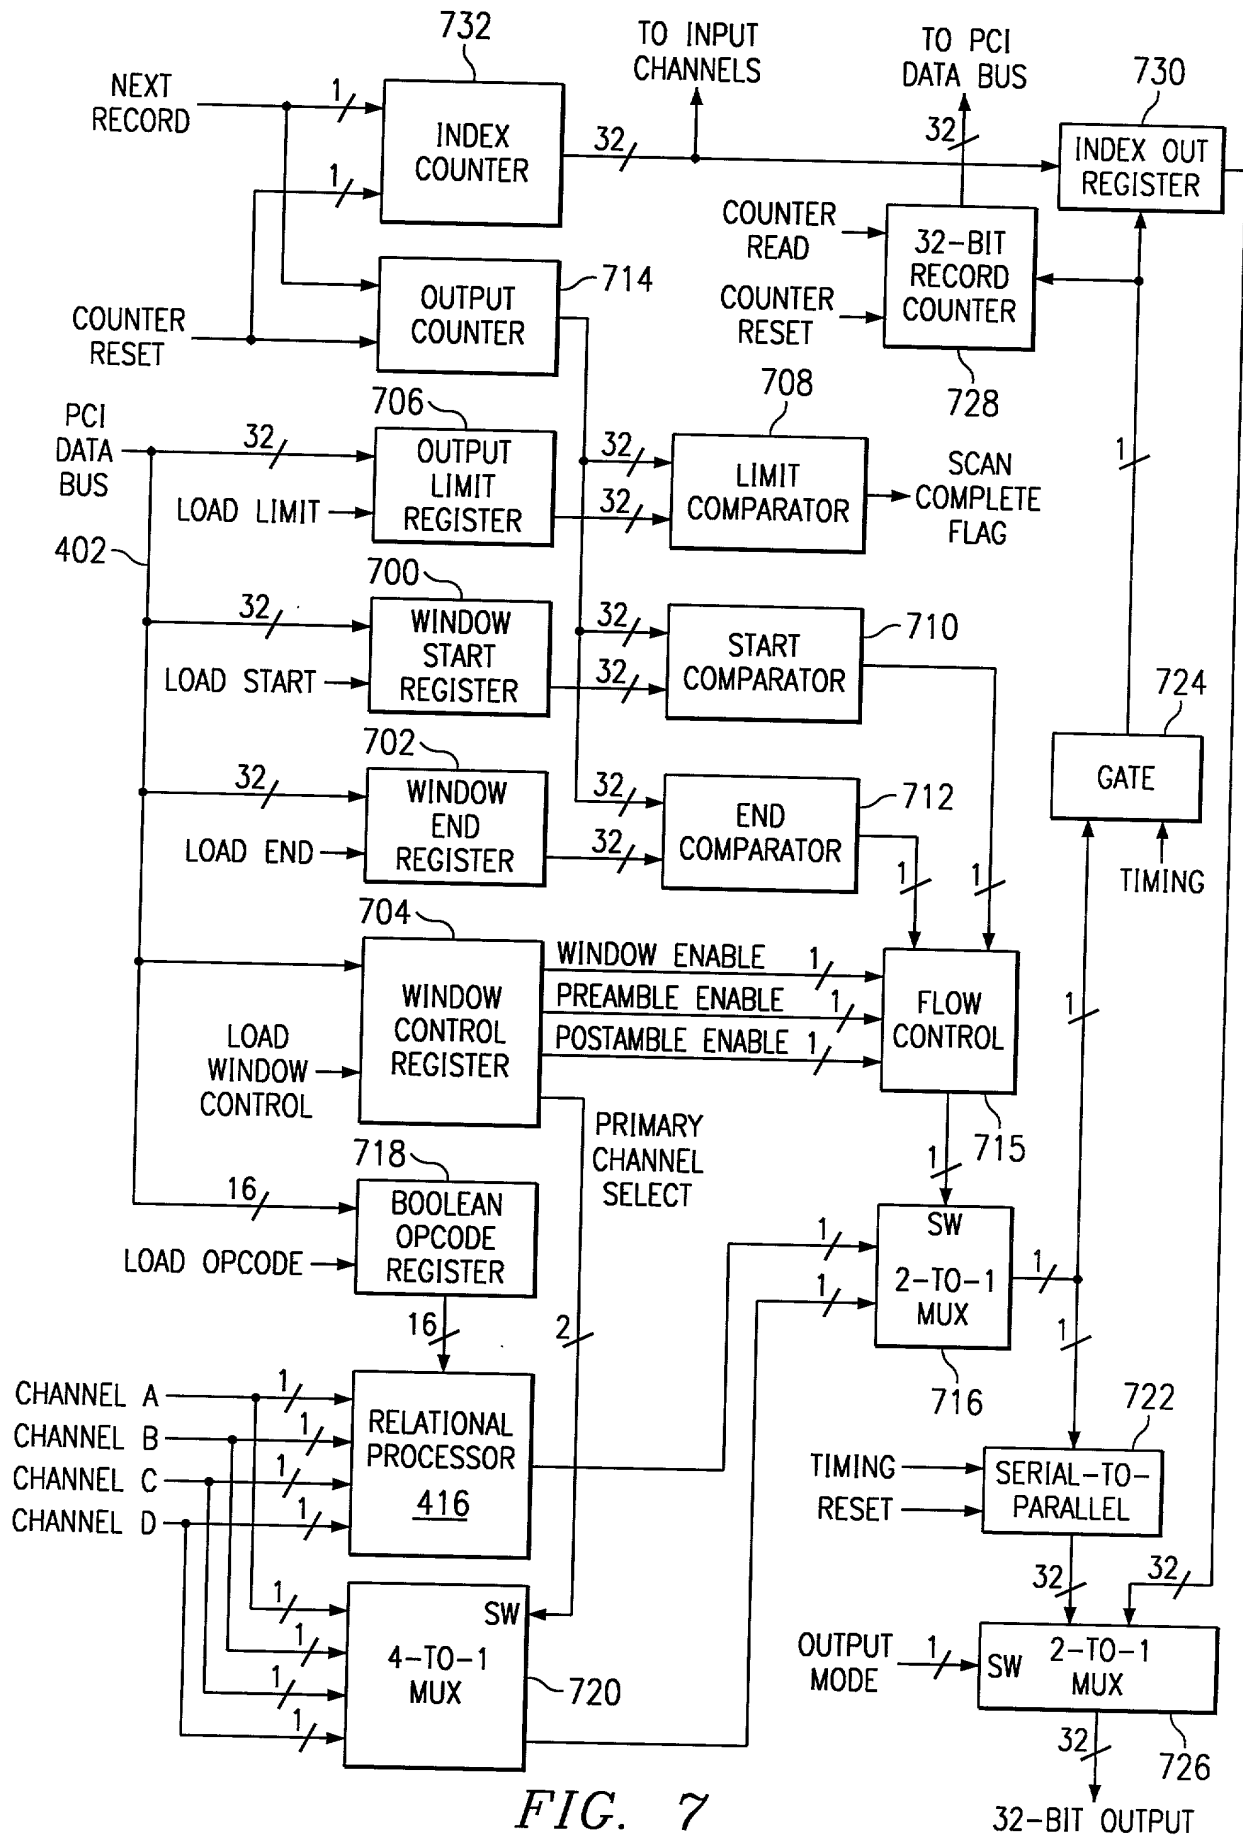 732
TO INPUT
CHANNELS
TO PCI
DATA BUS
730
NEXT
RECORD
1
INDEX
COUNTER
32
32
INDEX OUT
REGISTER
1
COUNTER
READ
32-BIT
RECORD
COUNTER
714
OUTPUT
COUNTER
COUNTER
RESET
COUNTER
RESET
728
PCI
DATA
BUS
706
708
32
OUTPUT
LIMIT
REGISTER
32
LIMIT
COMPARATOR
SCAN
COMPLETE
FLAG
1
LOAD LIMIT
32
402
700
32
WINDOW
START
REGISTER
32
START
COMPARATOR
710
LOAD START
32
724
702
GATE
32
WINDOW
END
REGISTER
32
END
COMPARATOR
712
LOAD END
32
TIMING
1
1
704
WINDOW
CONTROL
REGISTER
WINDOW ENABLE
1
PREAMBLE ENABLE
1
POSTAMBLE ENABLE
1
FLOW
CONTROL
1
LOAD
WINDOW
CONTROL
PRIMARY
CHANNEL
SELECT
715
718
1
16
BOOLEAN
OPCODE
REGISTER
LOAD OPCODE
1
SW
2-TO-1
MUX
1
1
16
2
1
716
722
CHANNEL A
1
CHANNEL B
1
CHANNEL C
1
CHANNEL D
1
RELATIONAL
PROCESSOR
416
TIMING
RESET
SERIAL-TO-
PARALLEL
32
32
1
1
1
1
SW
4-TO-1
MUX
720
OUTPUT
MODE
1
SW
2-TO-1
MUX
32
726
32-BIT OUTPUT
FIG. 7